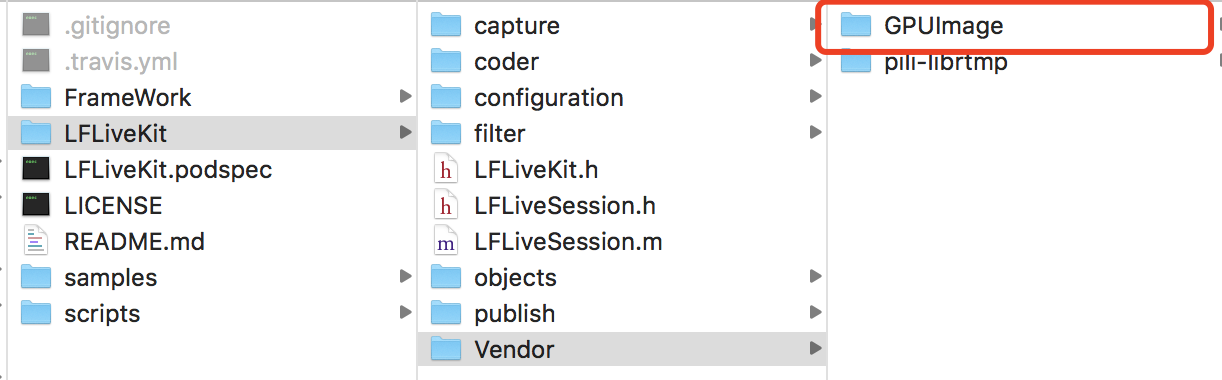 .gitignore
.travis.yml
FrameWork
LFLiveKit
LFLiveKit.podspec
LICENSE
README.md
samples
scripts
capture
coder
configuration
filter
LFLiveKit.h
LFLiveSession.h
LFLiveSession.m
objects
publish
Vendor
GPUImage
pili-librtmp